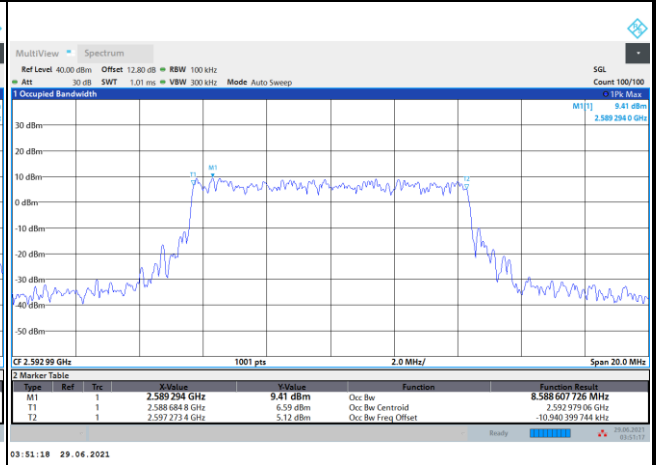 MultiView Spectrum
Ref Level 40.00 dBm Offset 12.80 dB RBW 100 kHz SGL
Att 30 dB SWT 1.01 ms VBW 300 kHz Mode Auto Sweep Count 100/100
1 Occupied Bandwidth 1Pk Max
M1[1] 9.41 dBm
2.589 294 0 GHz
30 dBm
20 dBm
M1
T1 T2
10 dBm
0 dBm
-10 dBm
-20 dBm
-30 dBm
-40 dBm
-50 dBm
CF 2.592 99 GHz 1001 pts 2.0 MHz/ Span 20.0 MHz
2 Marker Table
Type Ref Trc X-Value Y-Value Function Function Result
M1 1 2.589 294 GHz 9.41 dBm Occ Bw 8.588 607 726 MHz
T1 1 2.588 684 8 GHz 6.59 dBm Occ Bw Centroid 2.592 979 06 GHz
T2 1 2.597 273 4 GHz 5.12 dBm Occ Bw Freq Offset -10.940 399 744 kHz
Ready 29.06.2021
03:51:17
03:51:18 29.06.2021